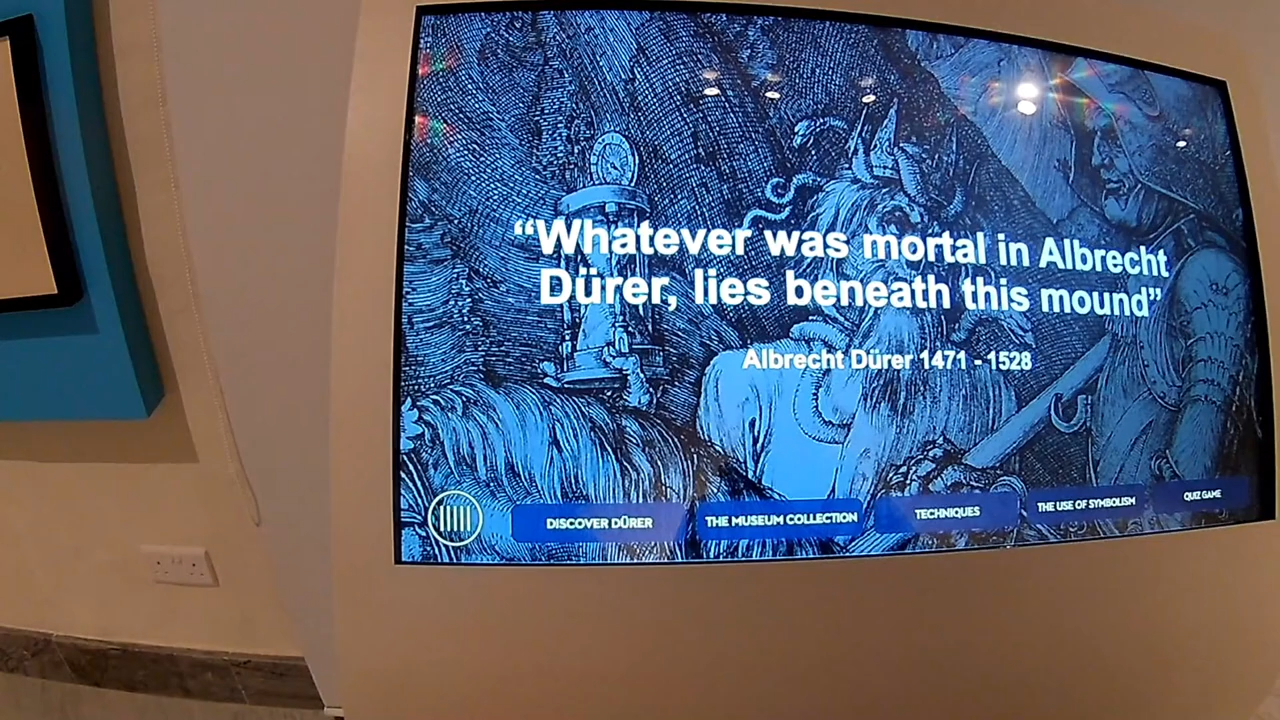 “Whatever was mortal in Albrecht
Dürer, lies beneath this mound”
Albrecht Dürer 1471 - 1528
DISCOVER DÜRER
THE MUSEUM COLLECTION
TECHNIQUES
THE USE OF SYMBOLISM
QUIZ GAME